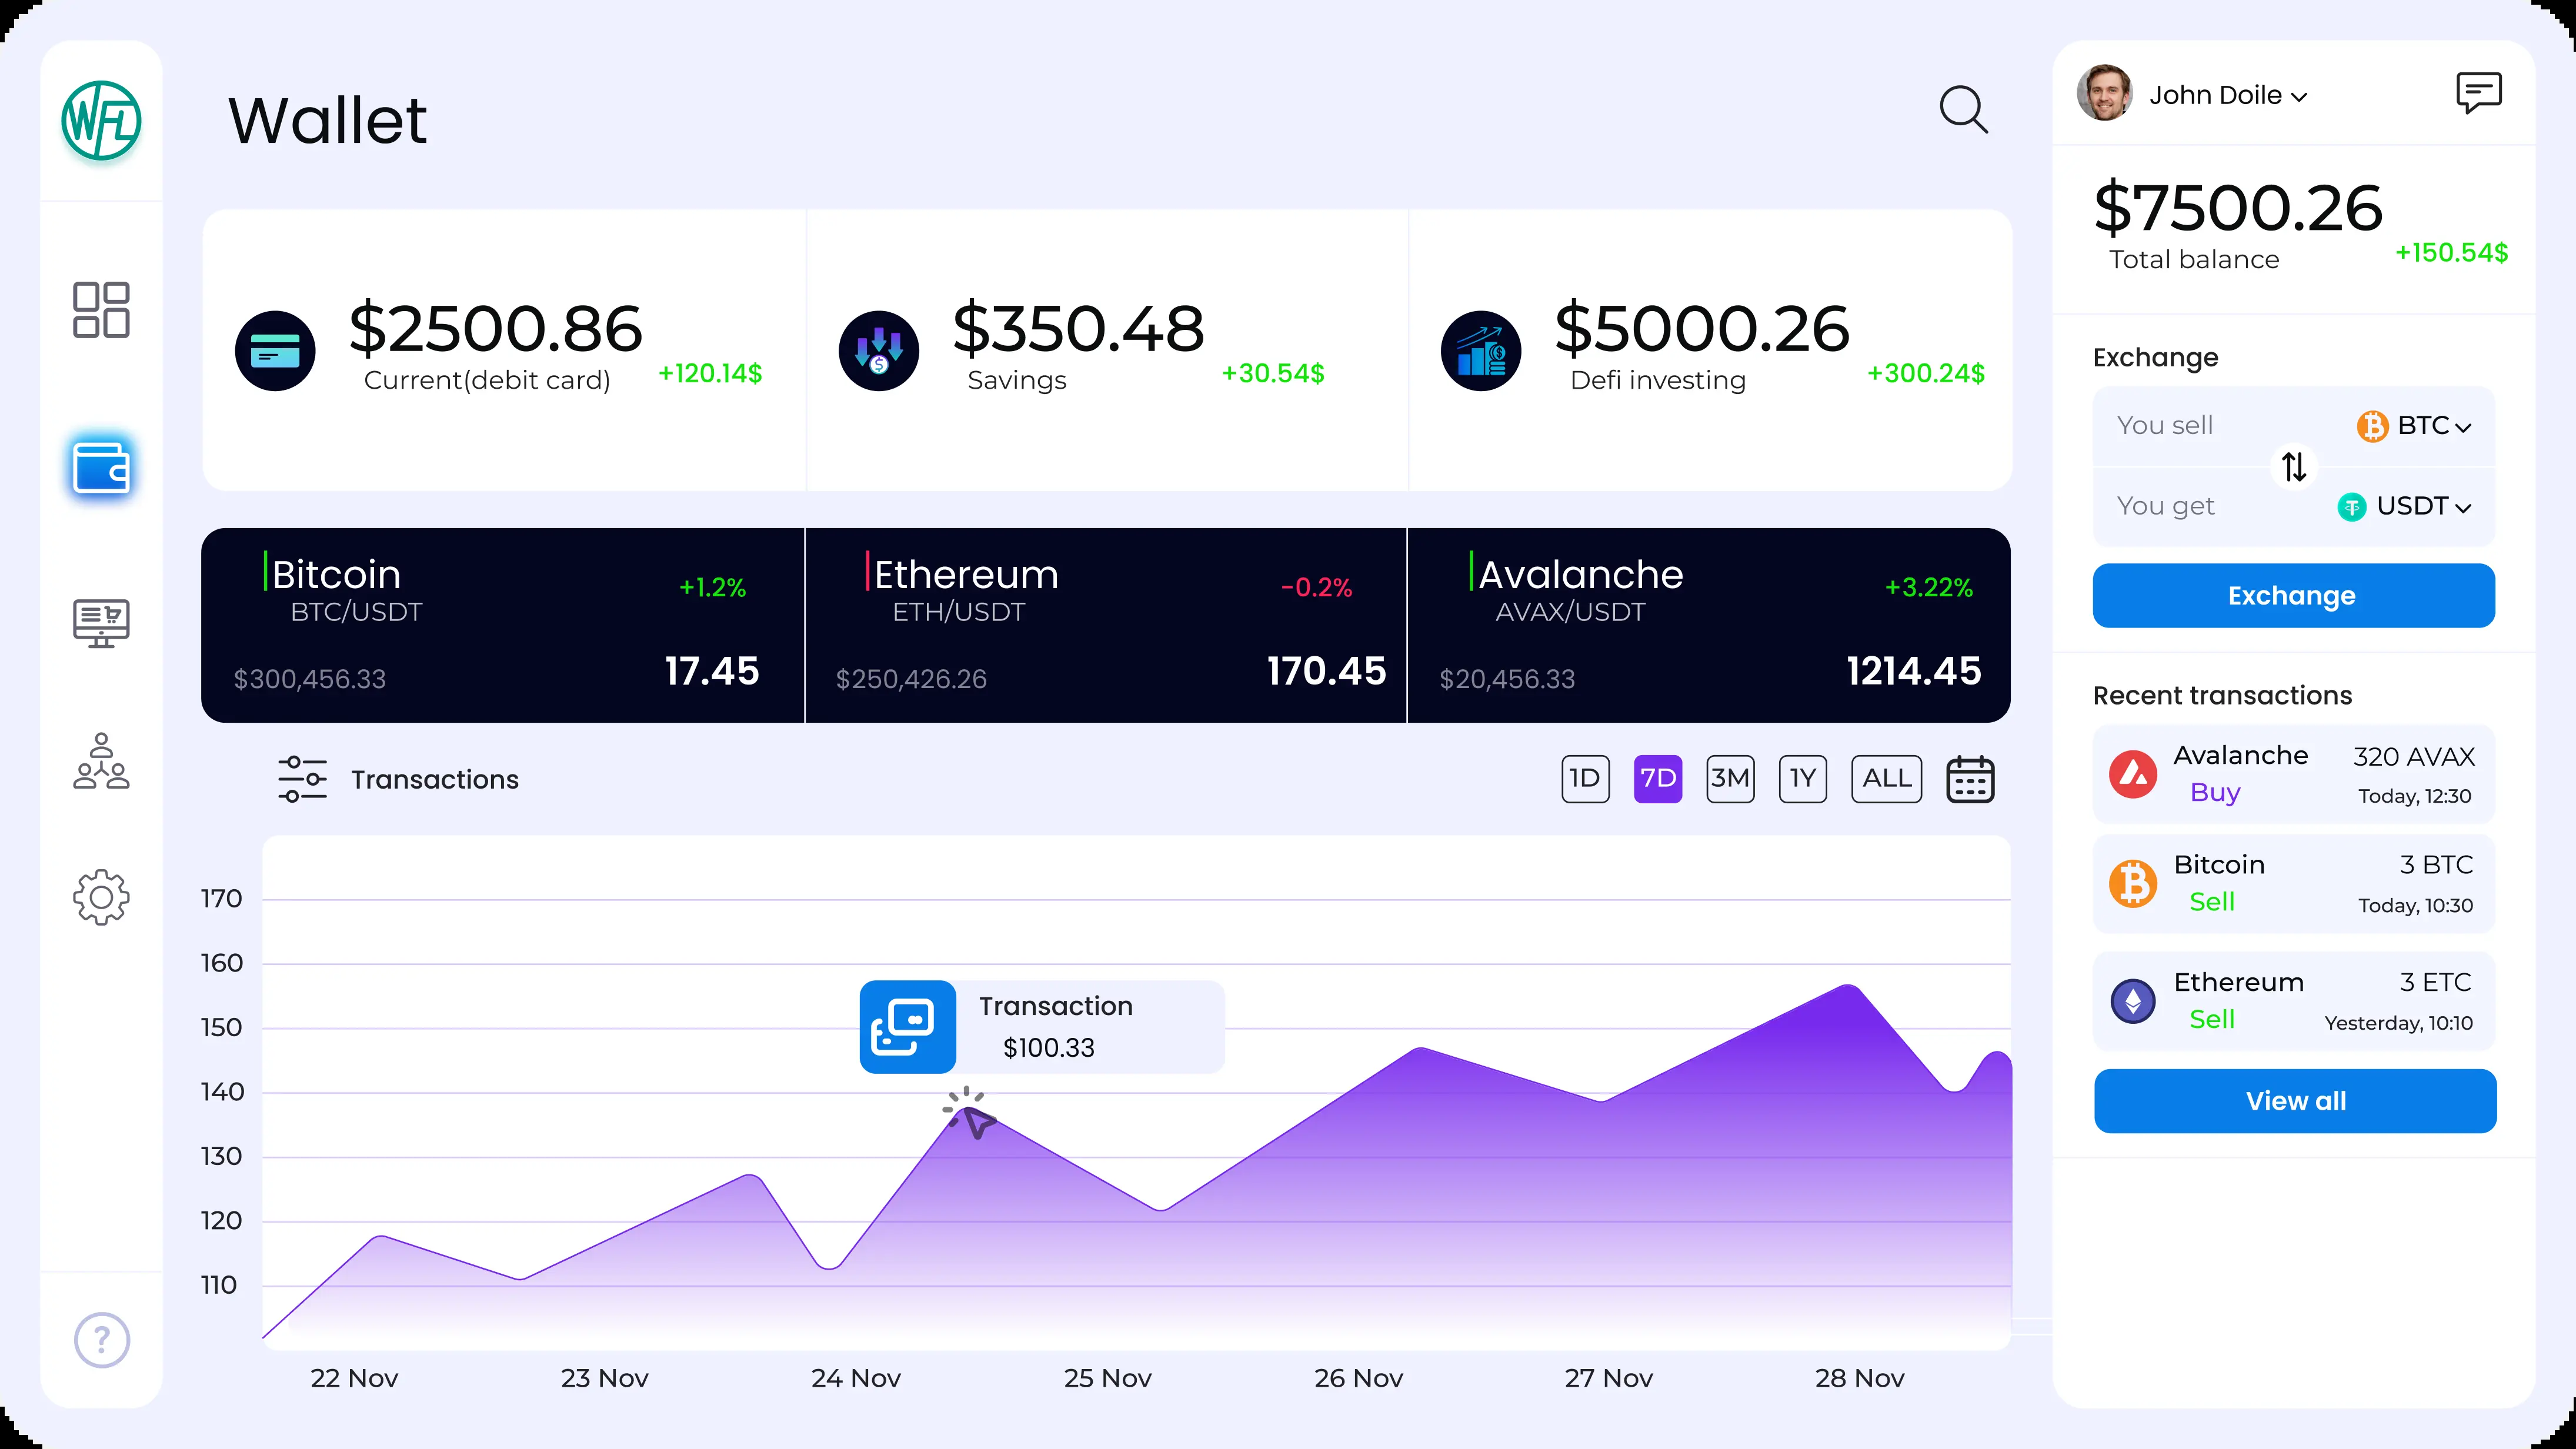 WFL
Wallet
$2500.86
Current(debit card)
+120.14$
$350.48
Savings
+30.54$
$5000.26
Defi investing
+300.24$
Bitcoin
BTC/USDT
+1.2%
$300,456.33
17.45
Ethereum
ETH/USDT
-0.2%
$250,426.26
170.45
Avalanche
AVAX/USDT
+3.22%
$20,456.33
1214.45
Transactions
1D
7D
3M
1Y
ALL
170
160
150
140
130
120
110
Transaction
$100.33
22 Nov
23 Nov
24 Nov
25 Nov
26 Nov
27 Nov
28 Nov
?
John Doile
$7500.26
Total balance
+150.54$
Exchange
You sell
BTC
You get
USDT
Exchange
Recent transactions
Avalanche
320 AVAX
Buy
Today, 12:30
Bitcoin
3 BTC
Sell
Today, 10:30
Ethereum
3 ETC
Sell
Yesterday, 10:10
View all